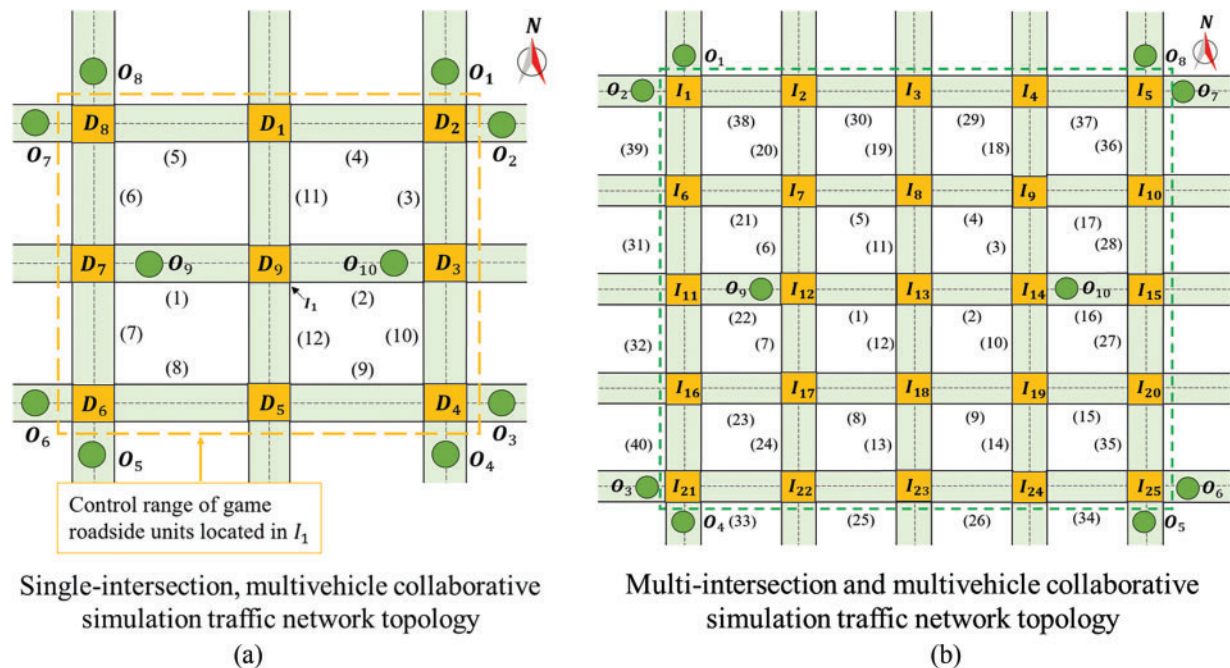 O₈ O₁ N
D₈ D₁ D₂
O₇ (5) (4) O₂
(6) (11) (3)
D₇ O₉ D₉ O₁₀ D₃
(1) I₁ (2)
(7) (12) (10)
(8) (9)
D₆ D₅ D₄
O₆ O₃
O₅ O₄
Control range of game
roadside units located in I₁
Single-intersection, multivehicle collaborative
simulation traffic network topology
(a)
O₁ O₈ N
O₂ I₁ I₂ I₃ I₄ I₅ O₇
(38) (30) (29) (37)
(39) (20) (19) (18) (36)
I₆ I₇ I₈ I₉ I₁₀
(21) (5) (4) (17)
(31) (6) (11) (3) (28)
I₁₁ O₉ I₁₂ I₁₃ I₁₄ O₁₀ I₁₅
(22) (1) (2) (16)
(32) (7) (12) (10) (27)
I₁₆ I₁₇ I₁₈ I₁₉ I₂₀
(23) (8) (9) (15)
(40) (24) (13) (14) (35)
O₃ I₂₁ I₂₂ I₂₃ I₂₄ I₂₅ O₆
O₄ (33) (25) (26) (34) O₅
Multi-intersection and multivehicle collaborative
simulation traffic network topology
(b)